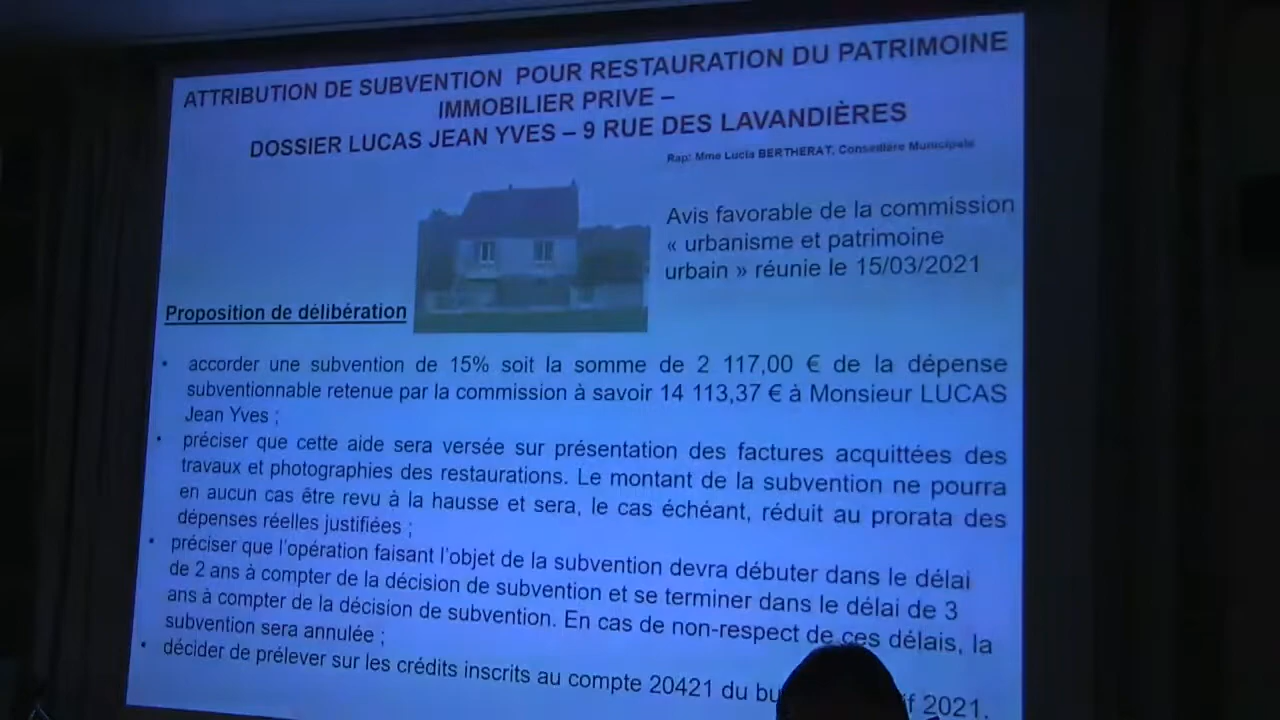 ATTRIBUTION DE SUBVENTION POUR RESTAURATION DU PATRIMOINE
IMMOBILIER PRIVE –
DOSSIER LUCAS JEAN YVES – 9 RUE DES LAVANDIÈRES
Rap: Mme Lucia BERTHERAT, Conseillère Municipale
Avis favorable de la commission
« urbanisme et patrimoine
urbain » réunie le 15/03/2021
Proposition de délibération
• accorder une subvention de 15% soit la somme de 2 117,00 € de la dépense
subventionnable retenue par la commission à savoir 14 113,37 € à Monsieur LUCAS
Jean Yves ;
• préciser que cette aide sera versée sur présentation des factures acquittées des
travaux et photographies des restaurations. Le montant de la subvention ne pourra
en aucun cas être revu à la hausse et sera, le cas échéant, réduit au prorata des
dépenses réelles justifiées ;
• préciser que l'opération faisant l'objet de la subvention devra débuter dans le délai
de 2 ans à compter de la décision de subvention et se terminer dans le délai de 3
ans à compter de la décision de subvention. En cas de non-respect de ces délais, la
subvention sera annulée ;
• décider de prélever sur les crédits inscrits au compte 20421 du 2021.